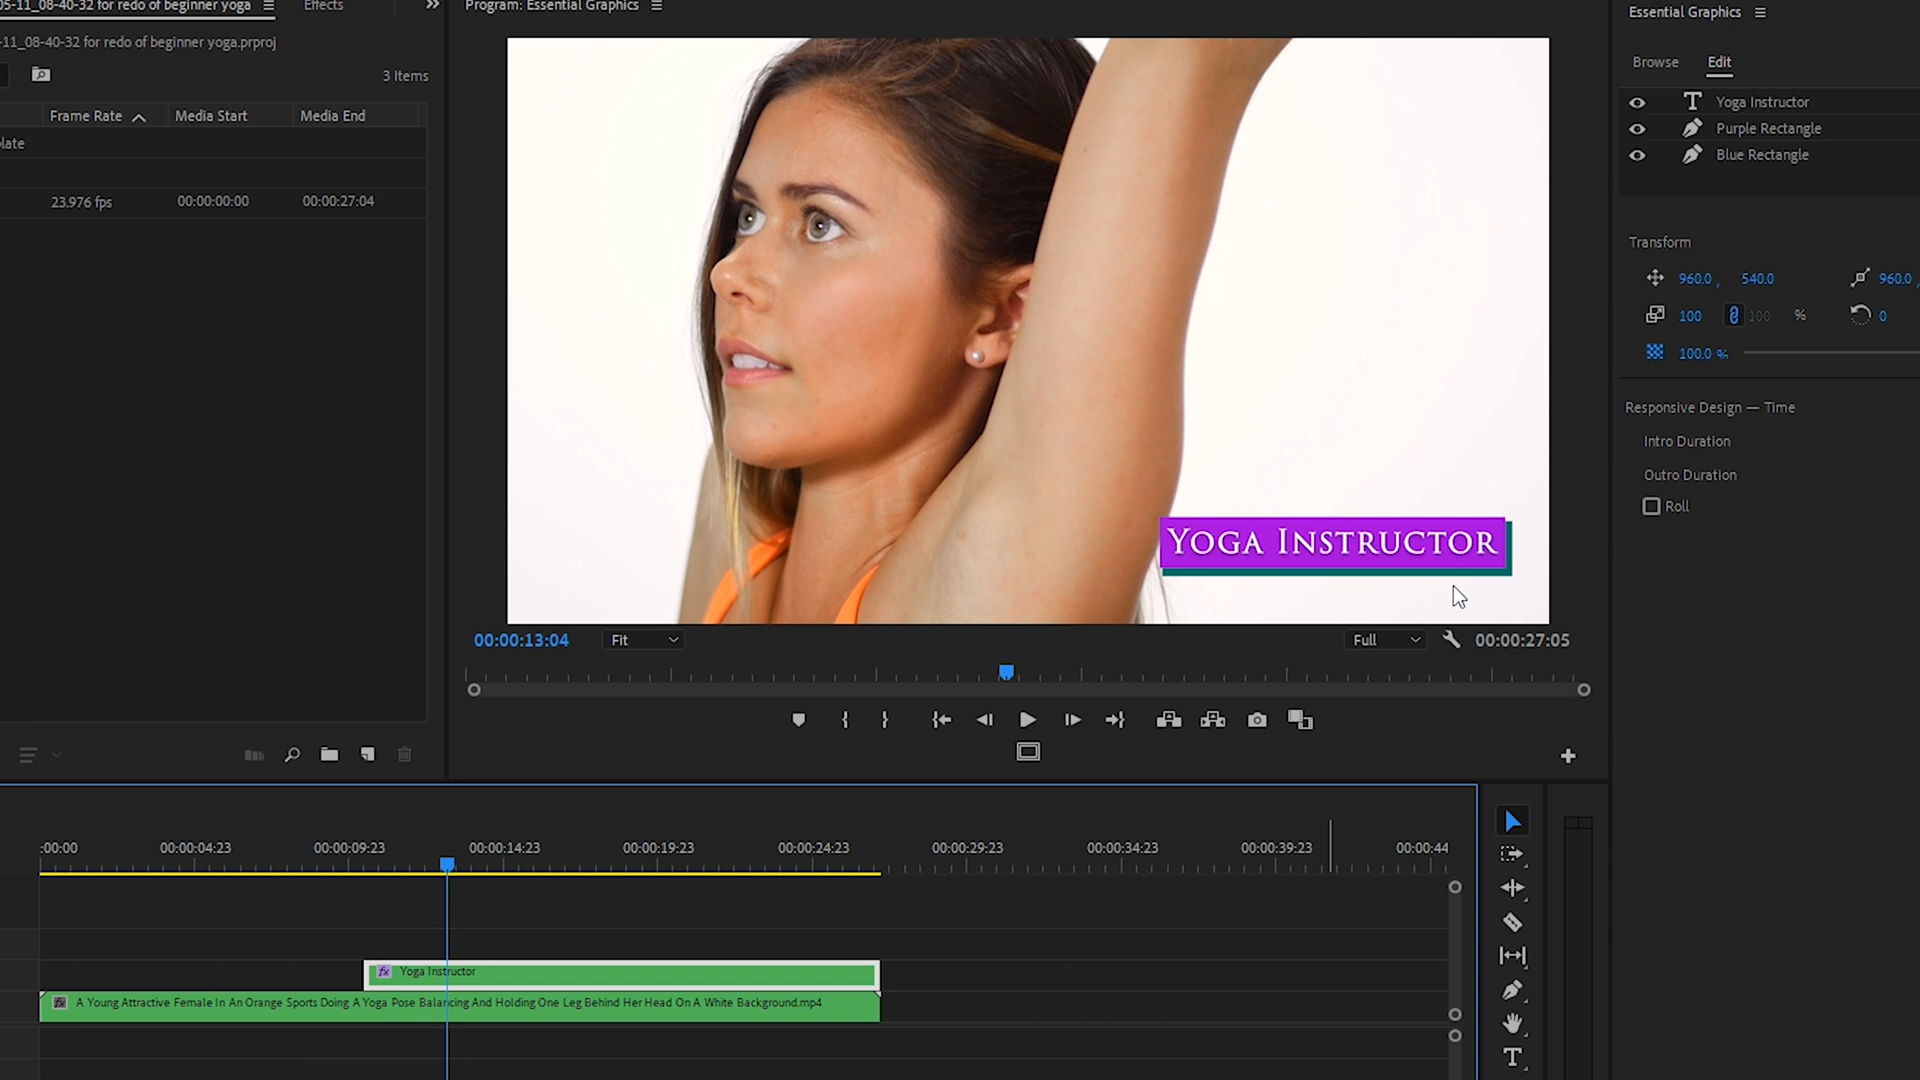 05-11_08-40-32 for redo of beginner yoga
Effects
Program: Essential Graphics
Essential Graphics
-11_08-40-32 for redo of beginner yoga.prproj
3 Items
Browse
Edit
Frame Rate
Media Start
Media End
Yoga Instructor
Purple Rectangle
Blue Rectangle
late
23.976 fps
00:00:00:00
00:00:27:04
Transform
960.0 , 540.0
960.0 ,
100
100
%
0
100.0 %
Responsive Design — Time
Intro Duration
Outro Duration
Roll
Yoga Instructor
00:00:13:04
Fit
Full
00:00:27:05
:00:00
00:00:04:23
00:00:09:23
00:00:14:23
00:00:19:23
00:00:24:23
00:00:29:23
00:00:34:23
00:00:39:23
00:00:44
fx Yoga Instructor
fx A Young Attractive Female In An Orange Sports Doing A Yoga Pose Balancing And Holding One Leg Behind Her Head On A White Background.mp4